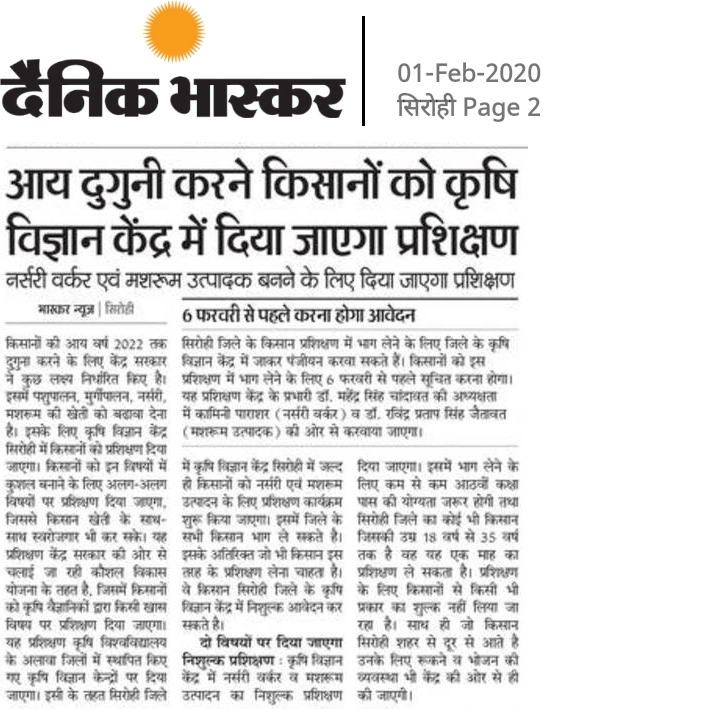 दैनिक भास्कर
01-Feb-2020
सिरोही Page 2
आय दुगुनी करने किसानों को कृषि
विज्ञान केंद्र में दिया जाएगा प्रशिक्षण
नर्सरी वर्कर एवं मशरूम उत्पादक बनने के लिए दिया जाएगा प्रशिक्षण
भास्कर न्यूज | सिरोही
किसानों की आय वर्ष 2022 तक
दुगुना करने के लिए केंद्र सरकार
ने कुछ लक्ष्य निर्धारित किए है।
इसमें पशुपालन, मुर्गीपालन, नर्सरी,
मशरूम की खेती को बढावा देना
है। इसके लिए कृषि विज्ञान केंद्र
सिरोही में किसानों को प्रशिक्षण दिया
जाएगा। किसानों को इन विषयों में
कुशल बनाने के लिए अलग-अलग
विषयों पर प्रशिक्षण दिया जाएगा,
जिससे किसान खेती के साथ-
साथ स्वरोजगार भी कर सके। यह
प्रशिक्षण केंद्र सरकार की ओर से
चलाई जा रही कौशल विकास
योजना के तहत है, जिसमें किसानों
को कृषि वैज्ञानिकों द्वारा किसी खास
विषय पर प्रशिक्षण दिया जाएगा।
यह प्रशिक्षण कृषि विश्वविद्यालय
के अलावा जिलों में स्थापित किए
गए कृषि विज्ञान केन्द्रों पर दिया
जाएगा। इसी के तहत सिरोही जिले
6 फरवरी से पहले करना होगा आवेदन
सिरोही जिले के किसान प्रशिक्षण में भाग लेने के लिए जिले के कृषि
विज्ञान केंद्र में जाकर पंजीयन करवा सकते हैं। किसानों को इस
प्रशिक्षण में भाग लेने के लिए 6 फरवरी से पहले सूचित करना होगा।
यह प्रशिक्षण केंद्र के प्रभारी डॉ. महेंद्र सिंह चांदावत की अध्यक्षता
में कामिनी पाराशर (नर्सरी वर्कर) व डॉ. रविंद्र प्रताप सिंह जैतावत
(मशरूम उत्पादक) की ओर से करवाया जाएगा।
में कृषि विज्ञान केंद्र सिरोही में जल्द
ही किसानों को नर्सरी एवं मशरूम
उत्पादन के लिए प्रशिक्षण कार्यक्रम
शुरू किया जाएगा। इसमें जिले के
सभी किसान भाग ले सकते है।
इसके अतिरिक्त जो भी किसान इस
तरह के प्रशिक्षण लेना चाहता है।
वे किसान सिरोही जिले के कृषि
विज्ञान केंद्र में निशुल्क आवेदन कर
सकते है।
दो विषयों पर दिया जाएगा
निशुल्क प्रशिक्षण : कृषि विज्ञान
केंद्र में नर्सरी वर्कर व मशरूम
उत्पादन का निशुल्क प्रशिक्षण
दिया जाएगा। इसमें भाग लेने के
लिए कम से कम आठवीं कक्षा
पास की योग्यता जरूर होगी तथा
सिरोही जिले का कोई भी किसान
जिसकी उम्र 18 वर्ष से 35 वर्ष
तक है वह यह एक माह का
प्रशिक्षण ले सकता है। प्रशिक्षण
के लिए किसानों से किसी भी
प्रकार का शुल्क नहीं लिया जा
रहा है। साथ ही जो किसान
सिरोही शहर से दूर से आते है
उनके लिए रूकने व भोजन की
व्यवस्था भी केंद्र की ओर से ही
की जाएगी।